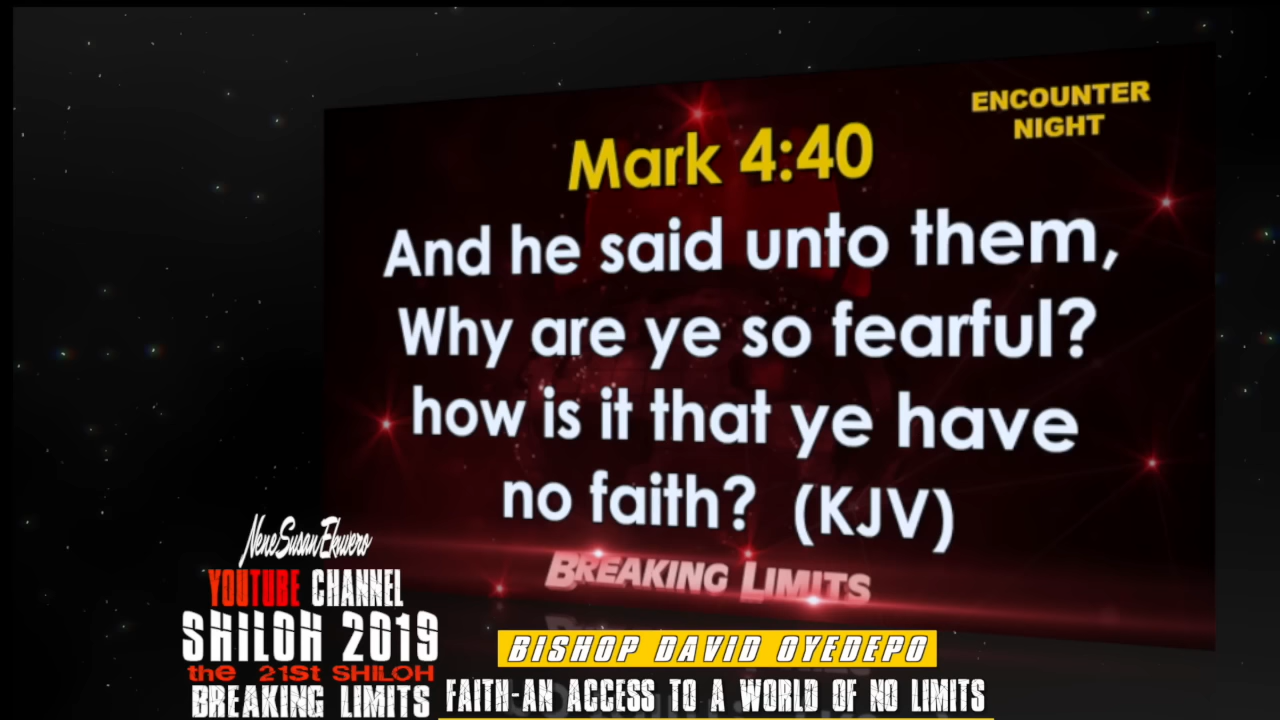 ENCOUNTER
NIGHT
Mark 4:40
And he said unto them,
Why are ye so fearful?
how is it that ye have
no faith? (KJV)
BREAKING LIMITS
NeneSusanEkwero
YOUTUBE CHANNEL
SHILOH 2019
the 21st SHILOH
BREAKING LIMITS
BISHOP DAVID OYEDEPO
FAITH-AN ACCESS TO A WORLD OF NO LIMITS